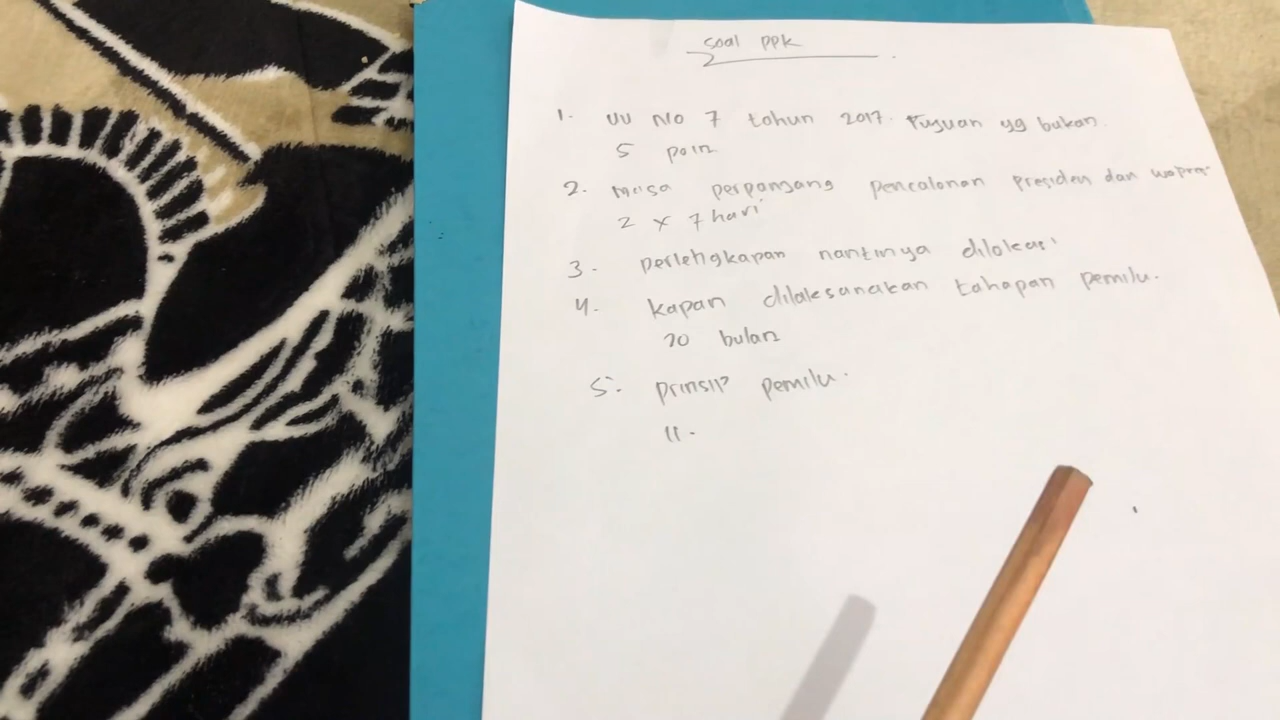 Soal PPK
1. UU No 7 tahun 2017. Tujuan yg bukan.
5 poin
2. Masa perpanjang pencalonan Presiden dan wapres
2 x 7 hari
3. perlengkapan nantinya dilokasi
4. kapan dilaksanakan tahapan pemilu.
20 bulan
5. prinsip pemilu.
11.